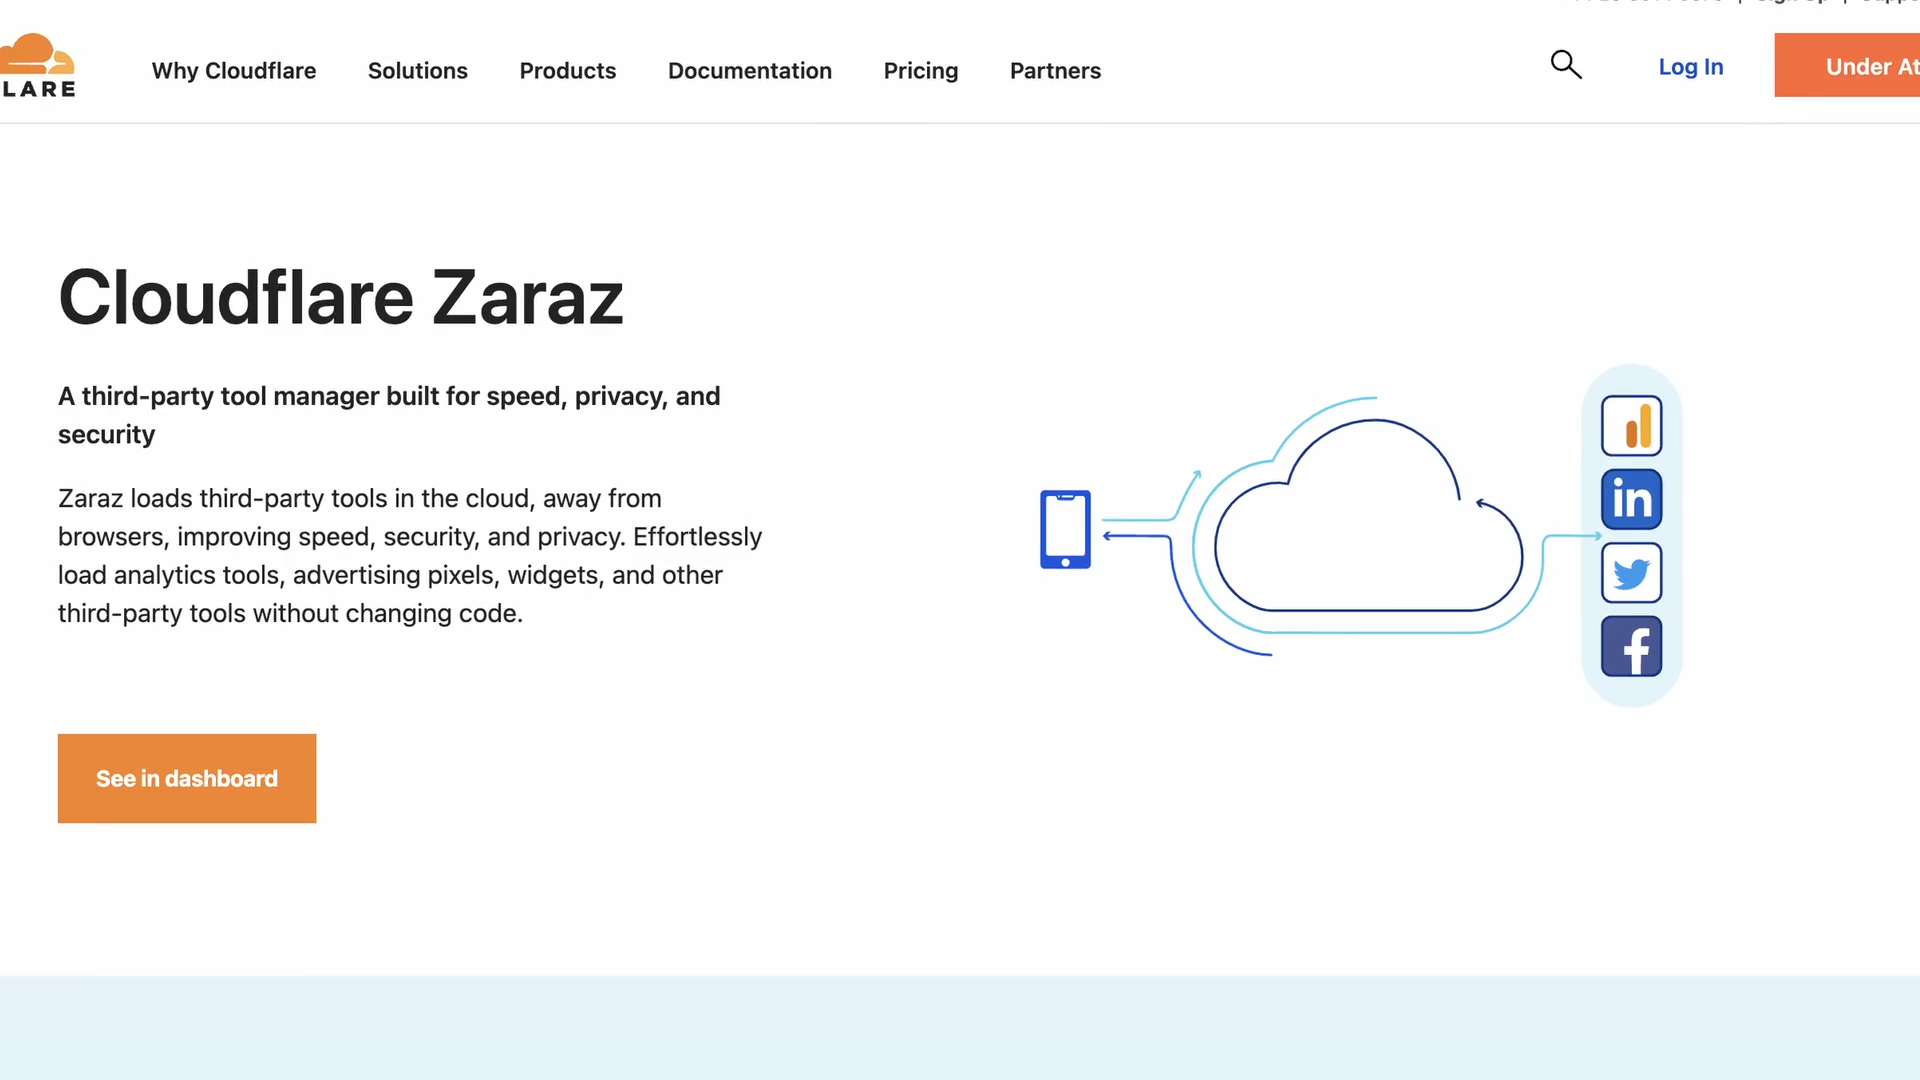 LARE
Why Cloudflare
Solutions
Products
Documentation
Pricing
Partners
Log In
Under At
Cloudflare Zaraz
A third-party tool manager built for speed, privacy, and
security
Zaraz loads third-party tools in the cloud, away from
browsers, improving speed, security, and privacy. Effortlessly
load analytics tools, advertising pixels, widgets, and other
third-party tools without changing code.
in
f
See in dashboard